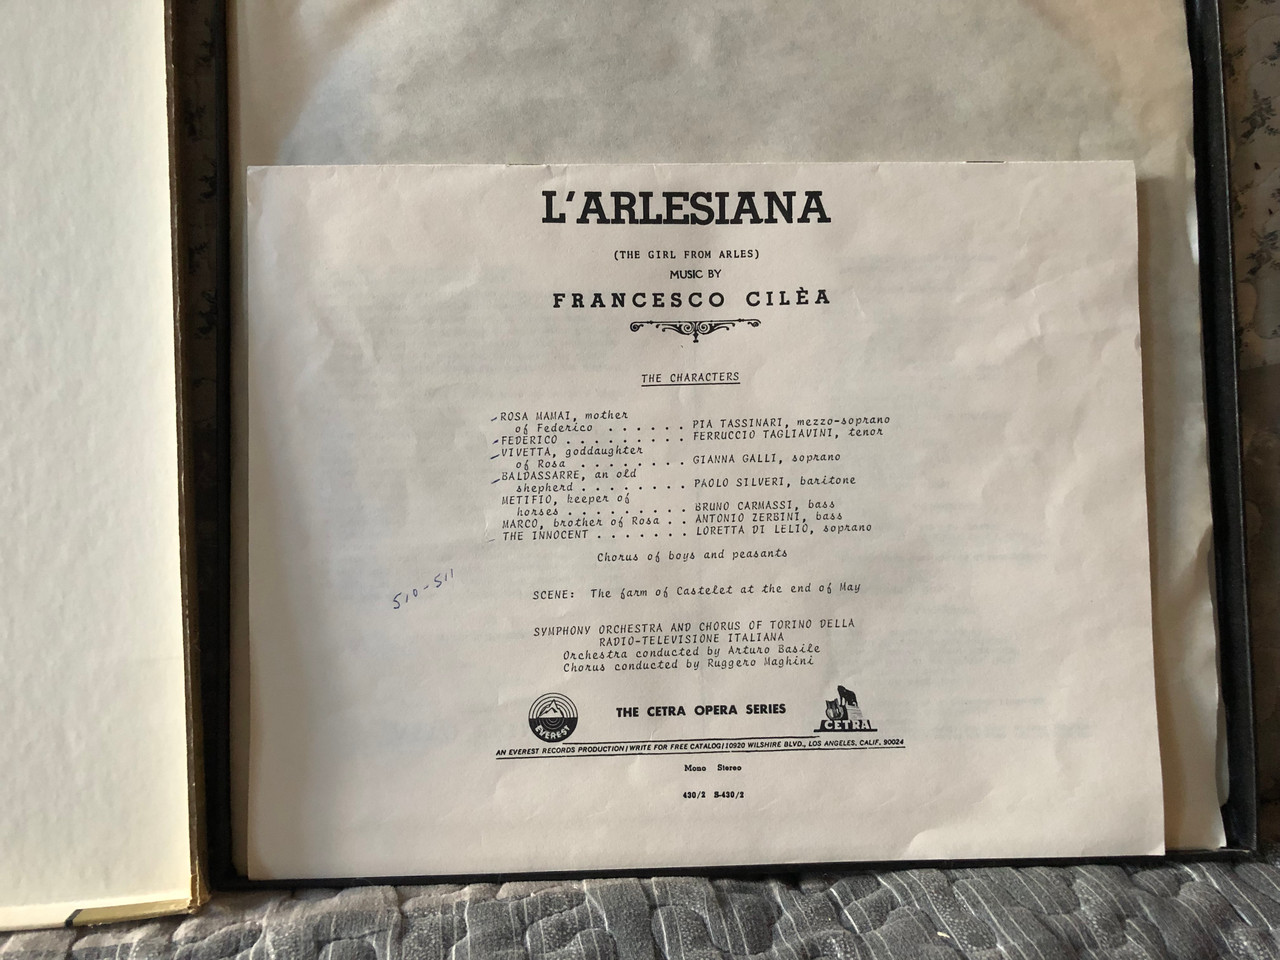 L'ARLESIANA
(THE GIRL FROM ARLES)
MUSIC BY
FRANCESCO CILÈA
THE CHARACTERS
ROSA MAMAI, mother
of Federico . . . . . . PIA TASSINARI, mezzo-soprano
FEDERICO . . . . . . . . . FERRUCCIO TAGLIAVINI, tenor
VIVETTA, goddaughter
of Rosa . . . . . . . . GIANNA GALLI, soprano
BALDASSARRE, an old
shepherd . . . . . . . . PAOLO SILVERI, baritone
METIFIO, keeper of
horses . . . . . . . . . BRUNO CARMASSI, bass
MARCO, brother of Rosa . . ANTONIO ZERBINI, bass
THE INNOCENT . . . . . . . LORETTA DI LELIO, soprano
Chorus of boys and peasants
510-511
SCENE: The farm of Castelet at the end of May
SYMPHONY ORCHESTRA AND CHORUS OF TORINO DELLA
RADIO-TELEVISIONE ITALIANA
Orchestra conducted by Arturo Basile
Chorus conducted by Ruggero Maghini
EVEREST
THE CETRA OPERA SERIES
CETRA
AN EVEREST RECORDS PRODUCTION/WRITE FOR FREE CATALOG/10920 WILSHIRE BLVD., LOS ANGELES, CALIF. 90024
Mono Stereo
430/2 S-430/2